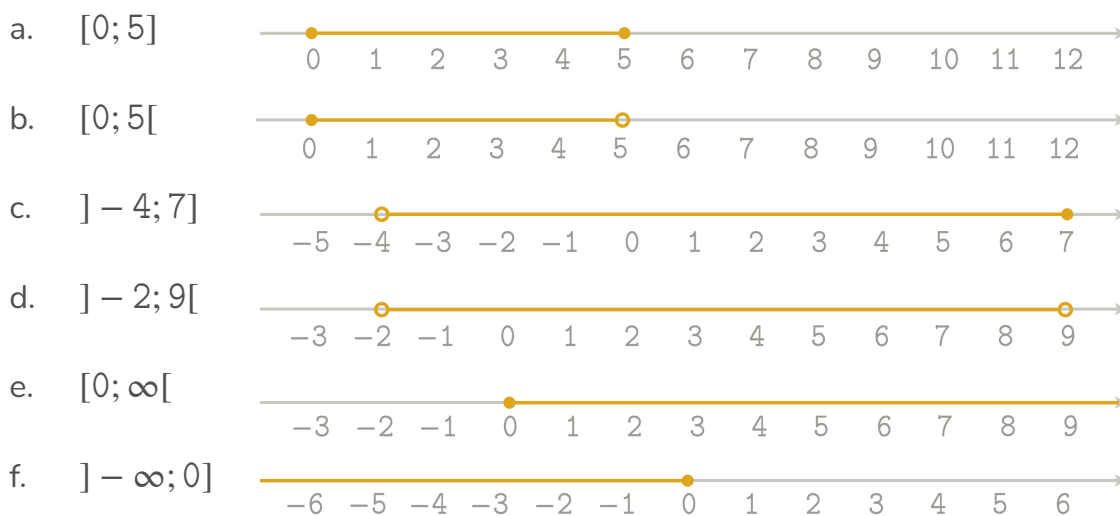 a. [0; 5]
0 1 2 3 4 5 6 7 8 9 10 11 12
b. [0; 5[
0 1 2 3 4 5 6 7 8 9 10 11 12
c. ] − 4; 7]
−5 −4 −3 −2 −1 0 1 2 3 4 5 6 7
d. ] − 2; 9[
−3 −2 −1 0 1 2 3 4 5 6 7 8 9
e. [0; ∞[
−3 −2 −1 0 1 2 3 4 5 6 7 8 9
f. ] − ∞; 0]
−6 −5 −4 −3 −2 −1 0 1 2 3 4 5 6